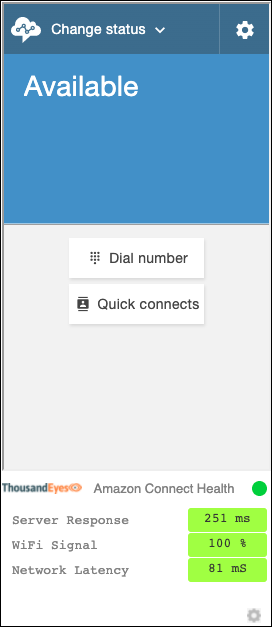 Change status
Available
Dial number
Quick connects
ThousandEyes Amazon Connect Health
Server Response 251 ms
WiFi Signal 100 %
Network Latency 81 mS